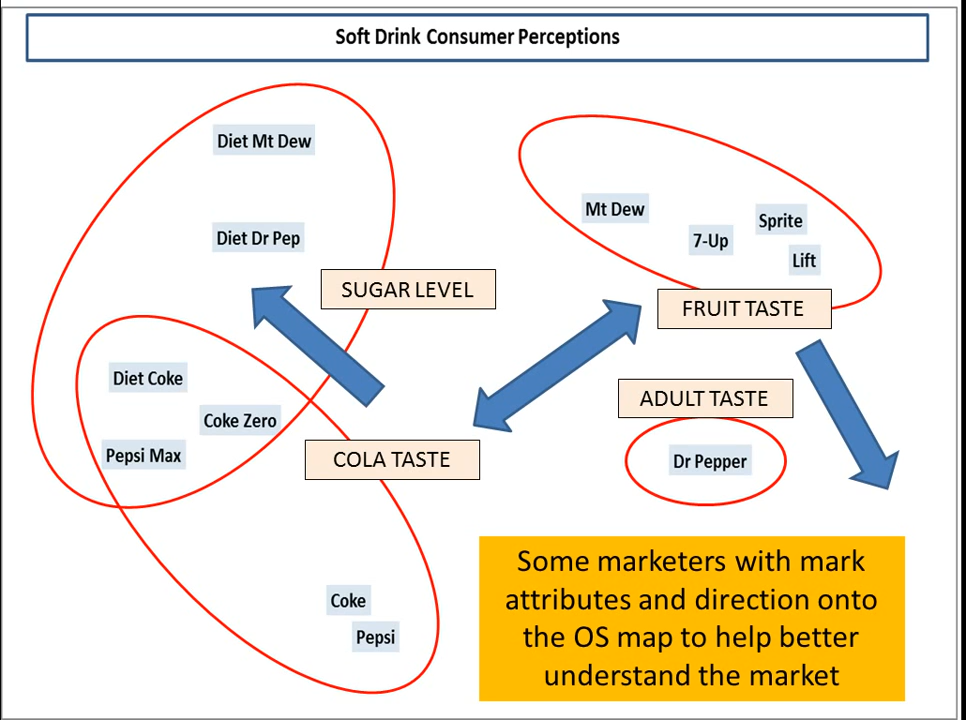 Soft Drink Consumer Perceptions
Diet Mt Dew
Mt Dew
Sprite
7-Up
Diet Dr Pep
Lift
SUGAR LEVEL
FRUIT TASTE
Diet Coke
ADULT TASTE
Coke Zero
Pepsi Max
COLA TASTE
Dr Pepper
Some marketers with mark
attributes and direction onto
the OS map to help better
understand the market
Coke
Pepsi